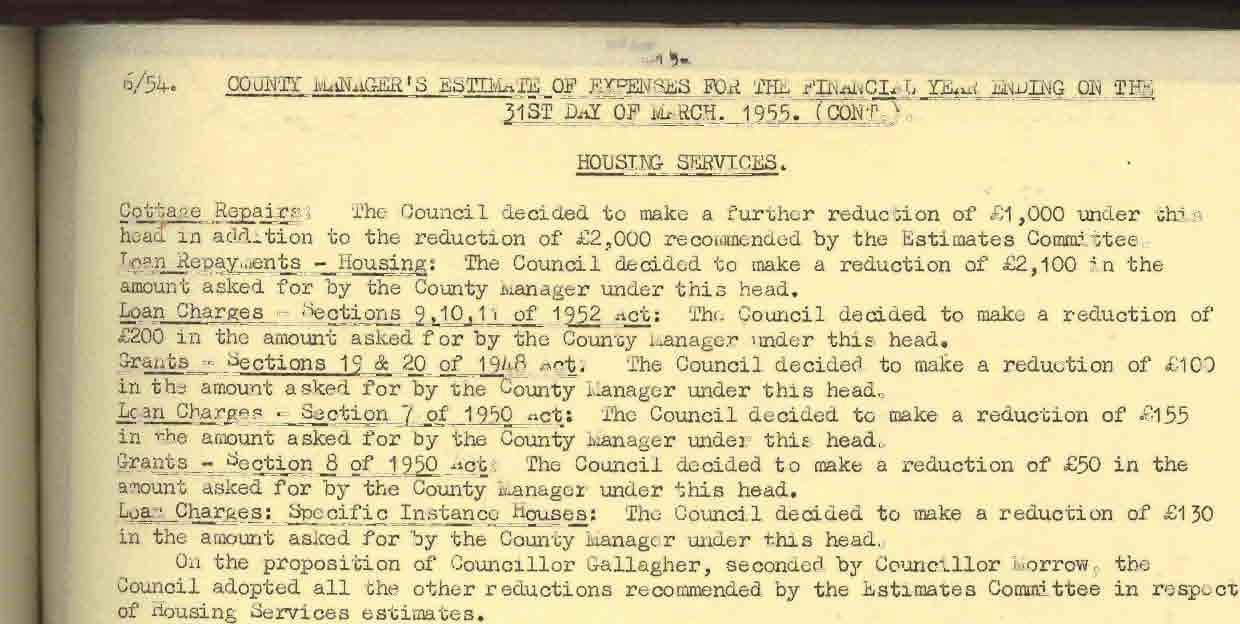 6/54. COUNTY MANAGER'S ESTIMATE OF EXPENSES FOR THE FINANCIAL YEAR ENDING ON THE
31ST DAY OF MARCH. 1955. (CONT.).
HOUSING SERVICES.
Cottage Repairs: The Council decided to make a further reduction of £1,000 under this
head in addition to the reduction of £2,000 recommended by the Estimates Committee.
Loan Repayments - Housing: The Council decided to make a reduction of £2,100 in the
amount asked for by the County Manager under this head.
Loan Charges - Sections 9,10,11 of 1952 Act: The Council decided to make a reduction of
£200 in the amount asked for by the County Manager under this head.
Grants - Sections 19 & 20 of 1948 Act: The Council decided to make a reduction of £100
in the amount asked for by the County Manager under this head.
Loan Charges - Section 7 of 1950 Act: The Council decided to make a reduction of £155
in the amount asked for by the County Manager under this head.
Grants - Section 8 of 1950 Act: The Council decided to make a reduction of £50 in the
amount asked for by the County Manager under this head.
Loan Charges: Specific Instance Houses: The Council decided to make a reduction of £130
in the amount asked for by the County Manager under this head.
On the proposition of Councillor Gallagher, seconded by Councillor Morrow, the
Council adopted all the other reductions recommended by the Estimates Committee in respect
of Housing Services estimates.